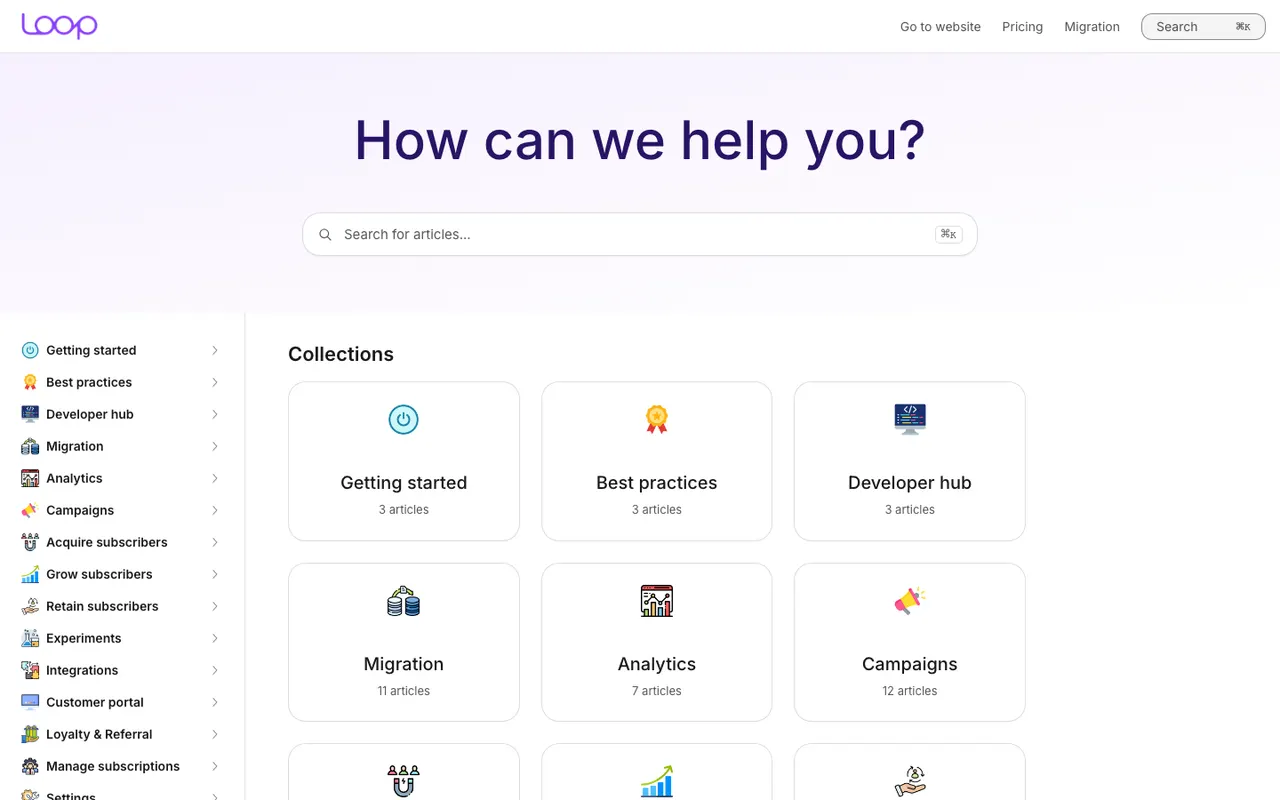 Loop
Go to website
Pricing
Migration
Search ⌘K
How can we help you?
Search for articles... ⌘K
Getting started
Best practices
Developer hub
Migration
Analytics
Campaigns
Acquire subscribers
Grow subscribers
Retain subscribers
Experiments
Integrations
Customer portal
Loyalty & Referral
Manage subscriptions
Settings
Collections
Getting started
3 articles
Best practices
3 articles
Developer hub
3 articles
Migration
11 articles
Analytics
7 articles
Campaigns
12 articles